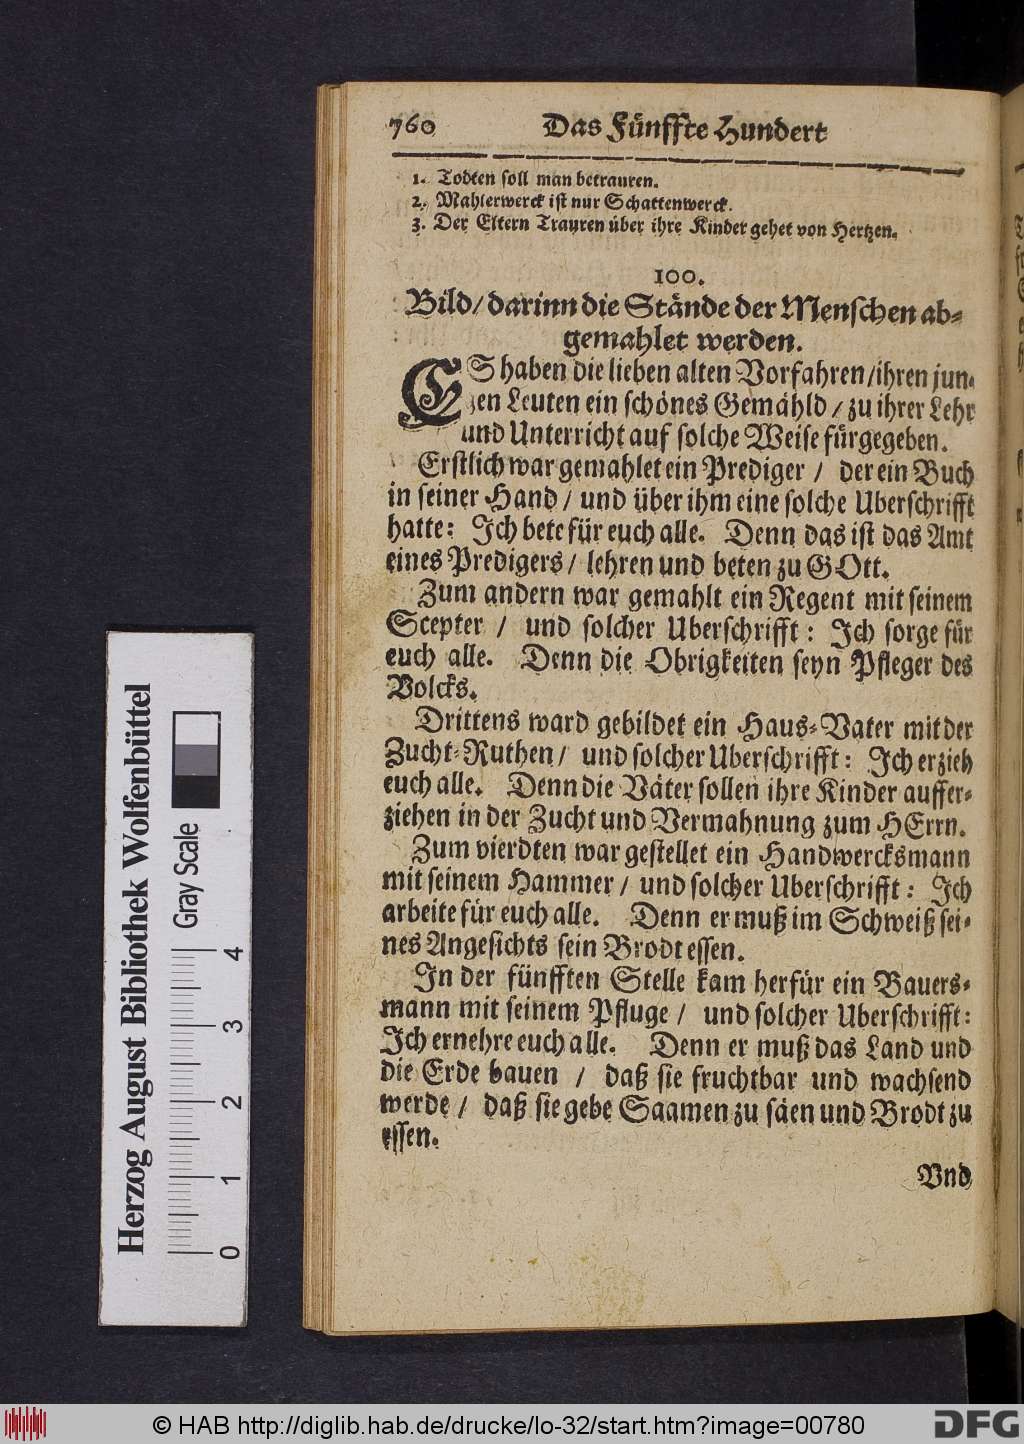 760 Das Fünffte Hundert
1. Todten soll man betrauren.
2. Mahlerwerck ist nur Schattenwerck.
3. Der Eltern Trauren über ihre Kinder gehet von Hertzen.
100.
Bild/ darinn die Stände der Menschen ab-
gemahlet werden.
ES haben die lieben alten Vorfahren/ ihren jun-
gen Leuten ein schönes Gemähld/ zu ihrer Lehr
und Unterricht auf solche Weise fürgegeben.
Erstlich war gemahlet ein Prediger/ der ein Buch
in seiner Hand/ und über ihm eine solche Uberschrifft
hatte: Ich bete für euch alle. Denn das ist das Amt
eines Predigers/ lehren und beten zu GOtt.
Zum andern war gemahlt ein Regent mit seinem
Scepter/ und solcher Uberschrifft: Ich sorge für
euch alle. Denn die Obrigkeiten seyn Pfleger des
Volcks.
Drittens ward gebildet ein Haus-Vater mit der
Zucht-Ruthen/ und solcher Uberschrifft: Ich erzieh
euch alle. Denn die Väter sollen ihre Kinder auffer-
ziehen in der Zucht und Vermahnung zum HErrn.
Zum vierdten war gestellet ein Handwercksmann
mit seinem Hammer/ und solcher Uberschrifft: Ich
arbeite für euch alle. Denn er muß im Schweiß sei-
nes Angesichts sein Brodt essen.
In der fünfften Stelle kam herfür ein Bauers-
mann mit seinem Pfluge/ und solcher Uberschrifft:
Ich ernehre euch alle. Denn er muß das Land und
die Erde bauen/ daß sie fruchtbar und wachsend
werde/ daß sie gebe Saamen zu säen und Brodt zu
essen.
Und
Herzog August Bibliothek Wolfenbüttel
Gray Scale
0 1 2 3 4
© HAB http://diglib.hab.de/drucke/lo-32/start.htm?image=00780
DFG